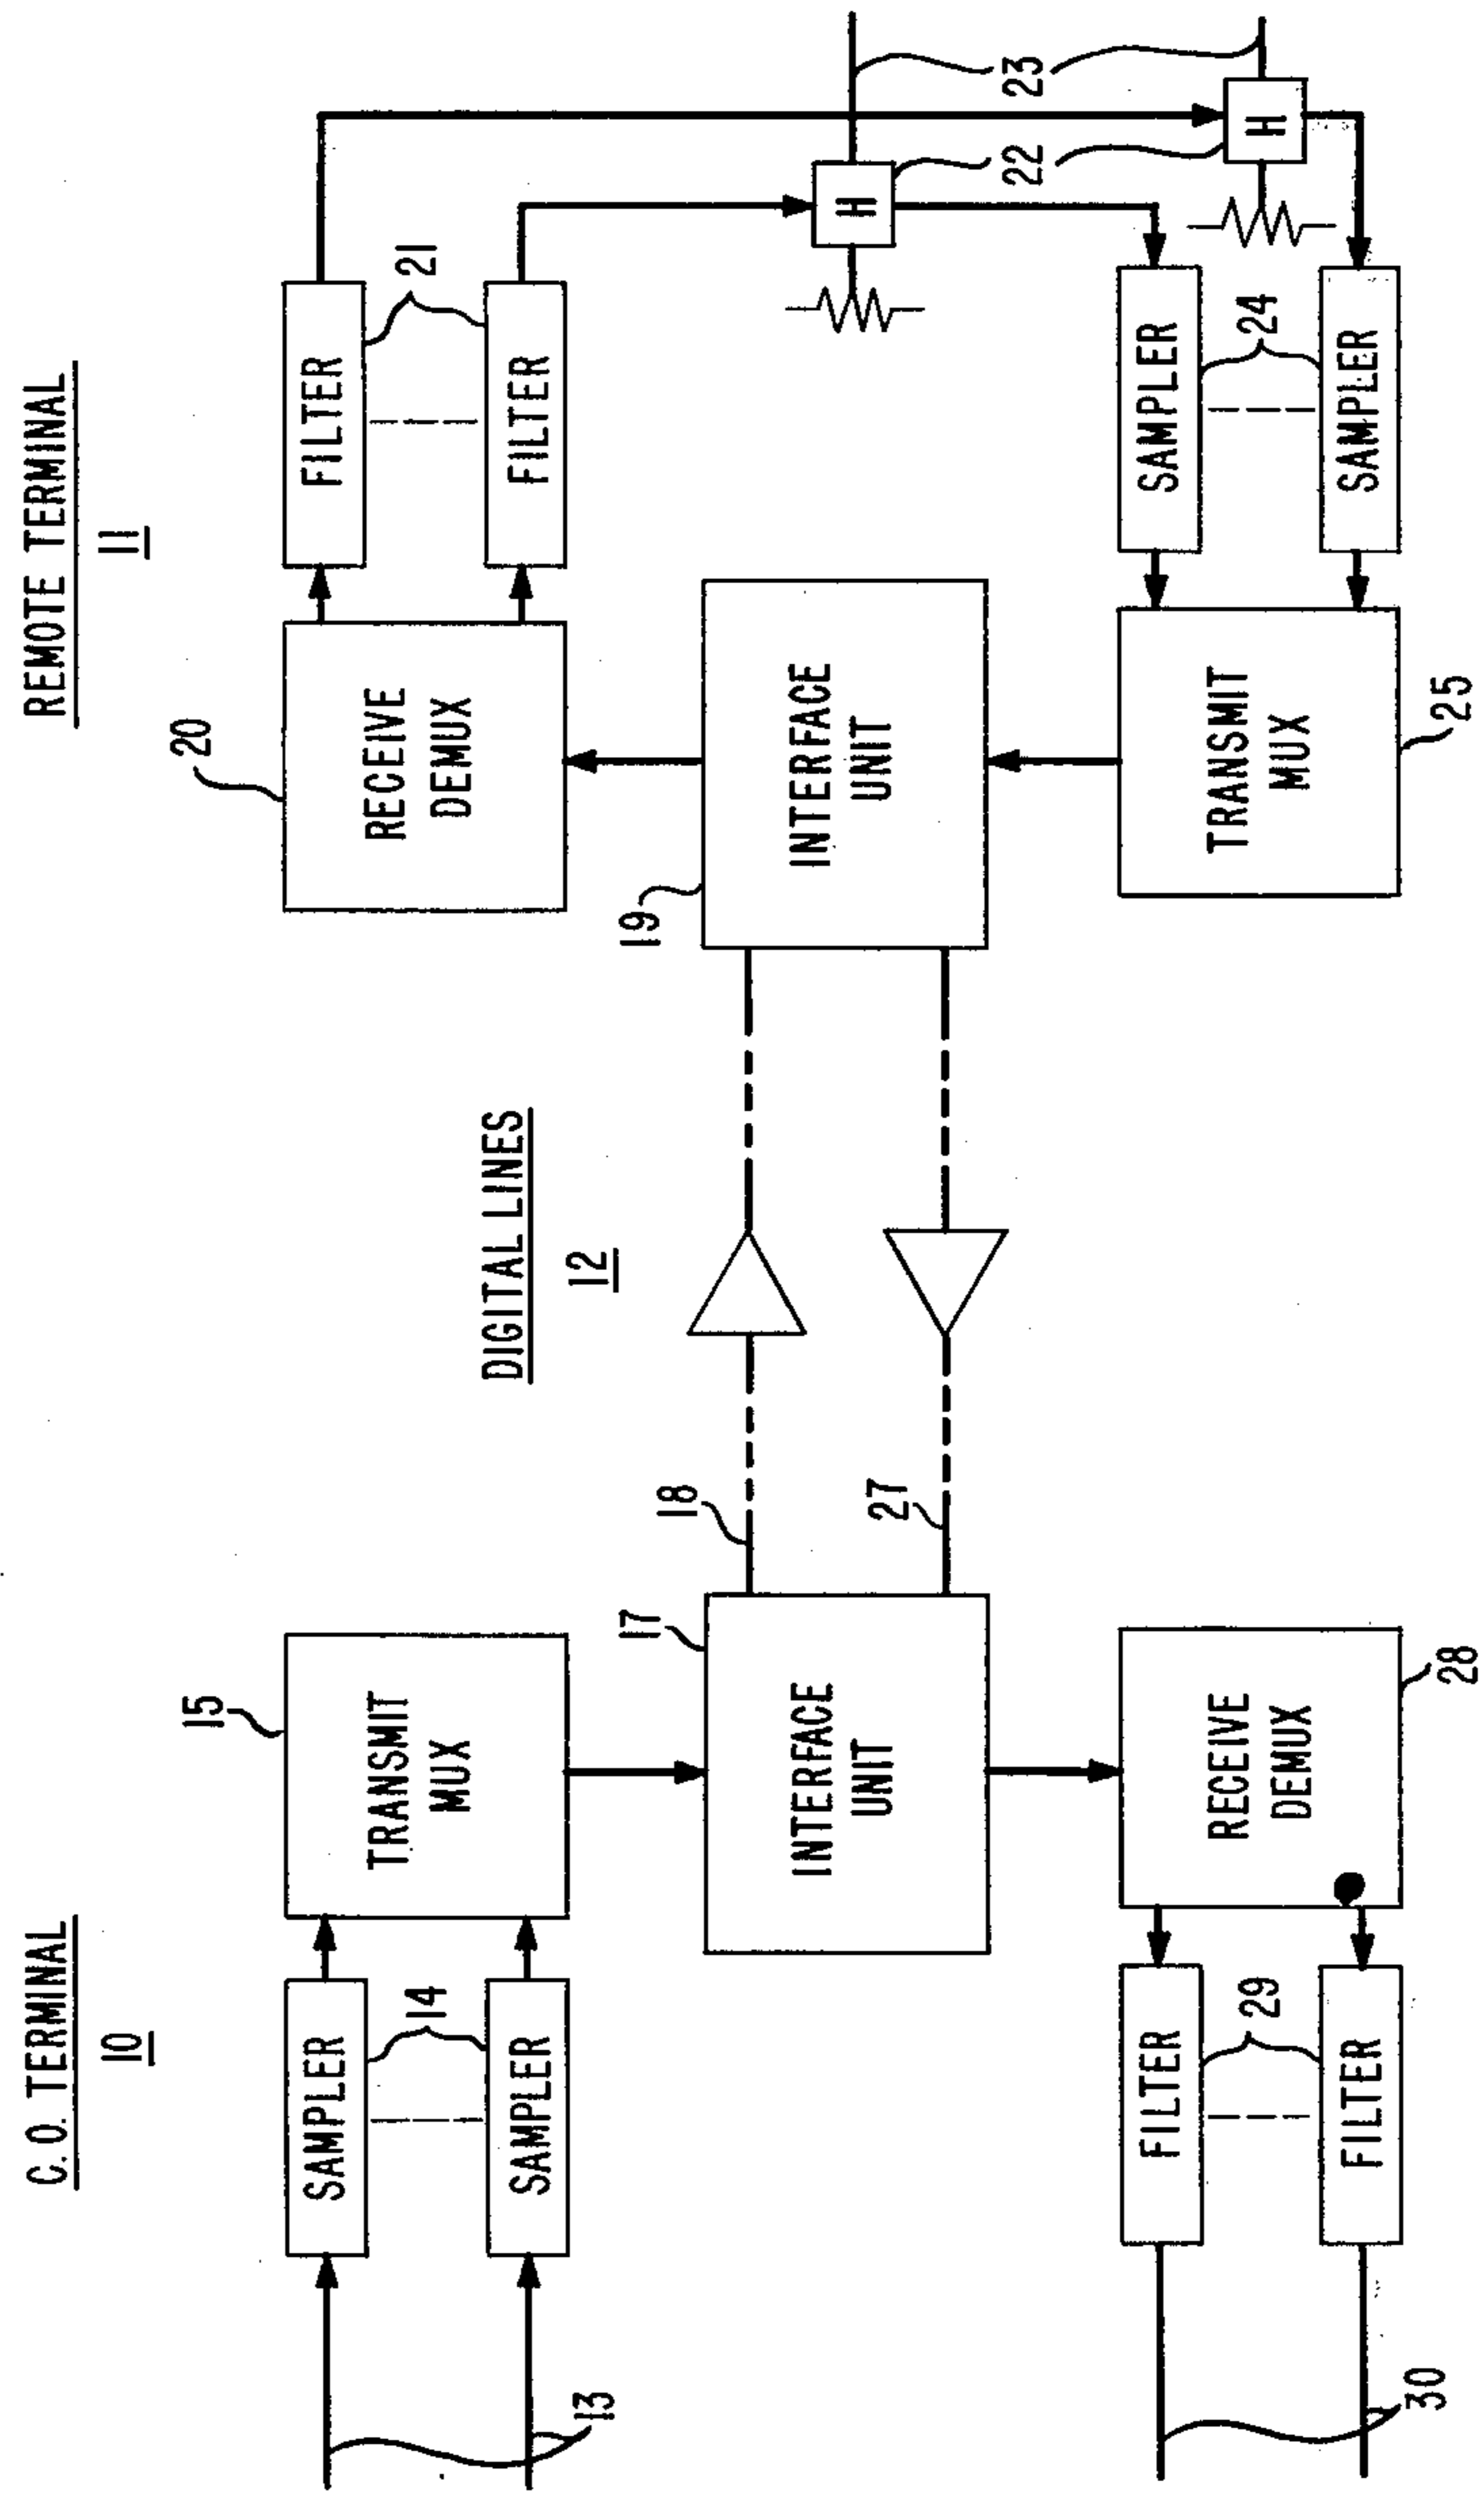 C.O. TERMINAL
10
REMOTE TERMINAL
11
DIGITAL LINES
12
13
SAMPLER
SAMPLER
14
TRANSMIT
MUX
15
INTERFACE
UNIT
17
18
27
INTERFACE
UNIT
19
RECEIVE
DEMUX
20
FILTER
FILTER
21
H
H
22
23
SAMPLER
SAMPLER
24
TRANSMIT
MUX
25
RECEIVE
DEMUX
28
FILTER
FILTER
29
30